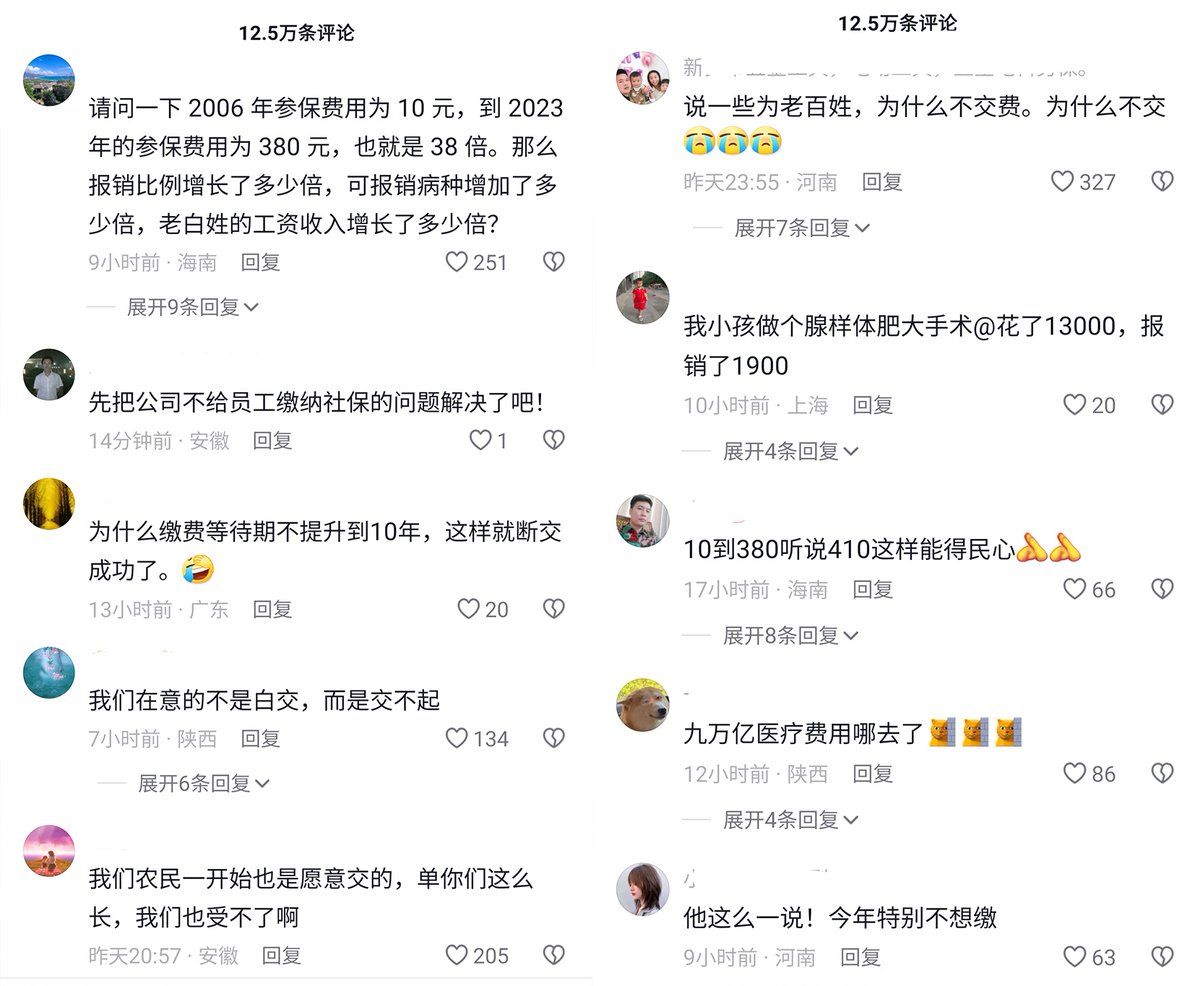 12.5万条评论
请问一下 2006 年参保费用为 10 元，到 2023
年的参保费用为 380 元，也就是 38 倍。那么
报销比例增长了多少倍，可报销病种增加了多
少倍，老白姓的工资收入增长了多少倍？
9小时前 · 海南 回复 251
展开9条回复
先把公司不给员工缴纳社保的问题解决了吧！
14分钟前 · 安徽 回复 1
为什么缴费等待期不提升到10年，这样就断交
成功了。
13小时前 · 广东 回复 20
我们在意的不是白交，而是交不起
7小时前 · 陕西 回复 134
展开6条回复
我们农民一开始也是愿意交的，单你们这么
长，我们也受不了啊
昨天20:57 · 安徽 回复 205
12.5万条评论
说一些为老百姓，为什么不交费。为什么不交
昨天23:55 · 河南 回复 327
展开7条回复
我小孩做个腺样体肥大手术@花了13000，报
销了1900
10小时前 · 上海 回复 20
展开4条回复
10到380听说410这样能得民心
17小时前 · 海南 回复 66
展开8条回复
九万亿医疗费用哪去了
12小时前 · 陕西 回复 86
展开4条回复
他这么一说！今年特别不想缴
9小时前 · 河南 回复 63